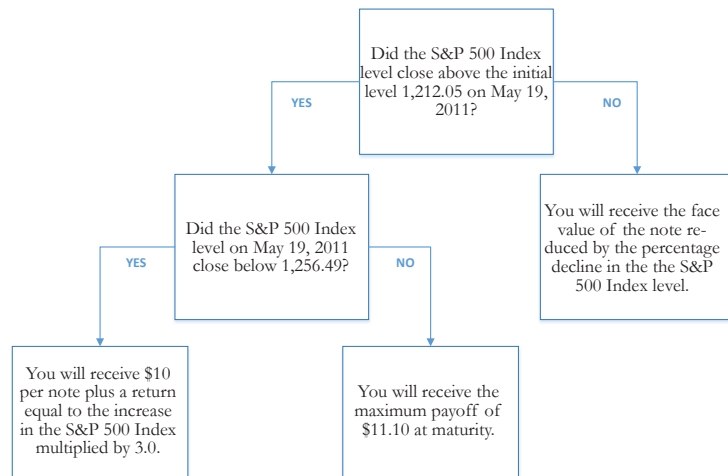 Did the S&P 500 Index
level close above the initial
level 1,212.05 on May 19,
2011?
YES
NO
Did the S&P 500 Index
level on May 19, 2011
close below 1,256.49?
You will receive the face
value of the note re-
duced by the percentage
decline in the the S&P
500 Index level.
YES
NO
You will receive $10
per note plus a return
equal to the increase
in the S&P 500 Index
multiplied by 3.0.
You will receive the
maximum payoff of
$11.10 at maturity.